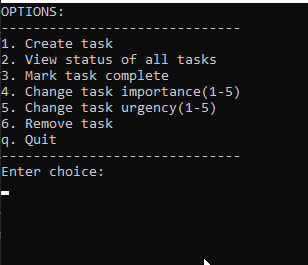 OPTIONS:
------------------------------
1. Create task
2. View status of all tasks
3. Mark task complete
4. Change task importance(1-5)
5. Change task urgency(1-5)
6. Remove task
q. Quit
------------------------------
Enter choice: